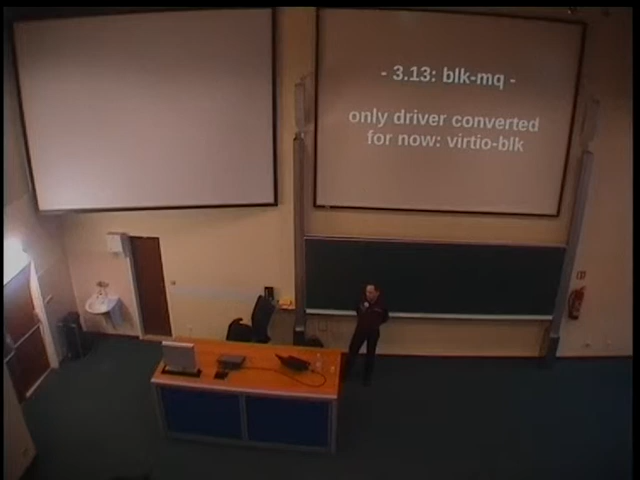 - 3.13: blk-mq -
only driver converted
for now: virtio-blk